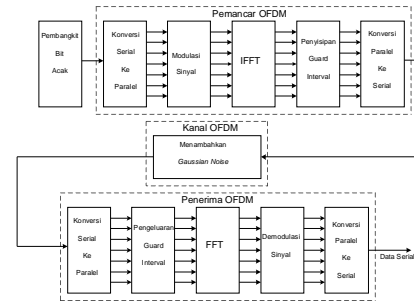 Pemancar OFDM
Pembangkit
Bit
Acak
Konversi
Serial
Ke
Paralel
Modulasi
Sinyal
IFFT
Penyisipan
Guard
Interval
Konversi
Paralel
Ke
Serial
Kanal OFDM
Menambahkan
Gaussian Noise
Penerima OFDM
Konversi
Serial
Ke
Paralel
Pengeluaran
Guard
Interval
FFT
Demodulasi
Sinyal
Konversi
Paralel
Ke
Serial
Data Serial